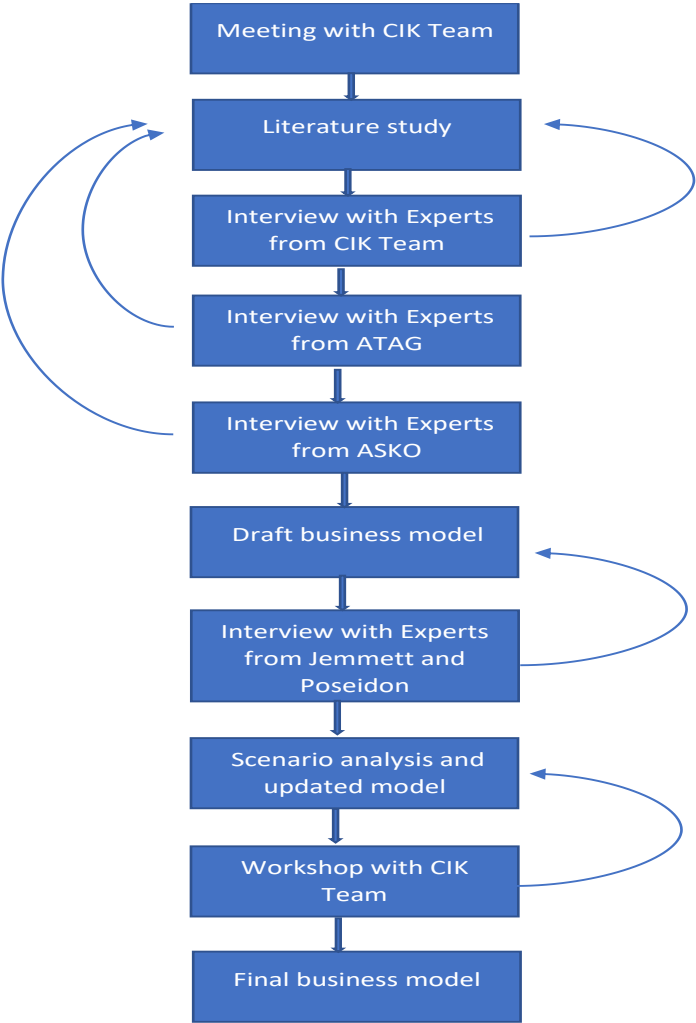 Meeting with CIK Team
Literature study
Interview with Experts
from CIK Team
Interview with Experts
from ATAG
Interview with Experts
from ASKO
Draft business model
Interview with Experts
from Jemmett and
Poseidon
Scenario analysis and
updated model
Workshop with CIK
Team
Final business model